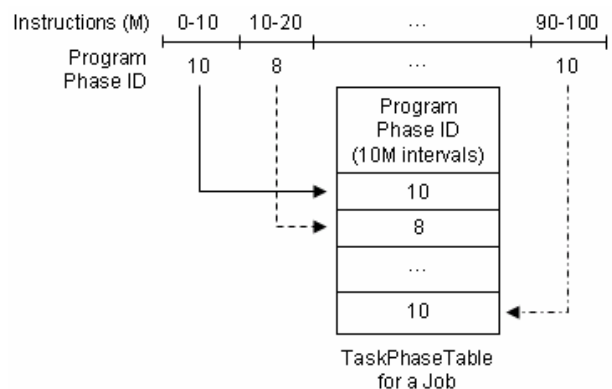 Instructions (M) 0-10 10-20 ... 90-100
Program Phase ID 10 8 ... 10
Program
Phase ID
(10M intervals)
10
8
...
10
TaskPhaseTable
for a Job